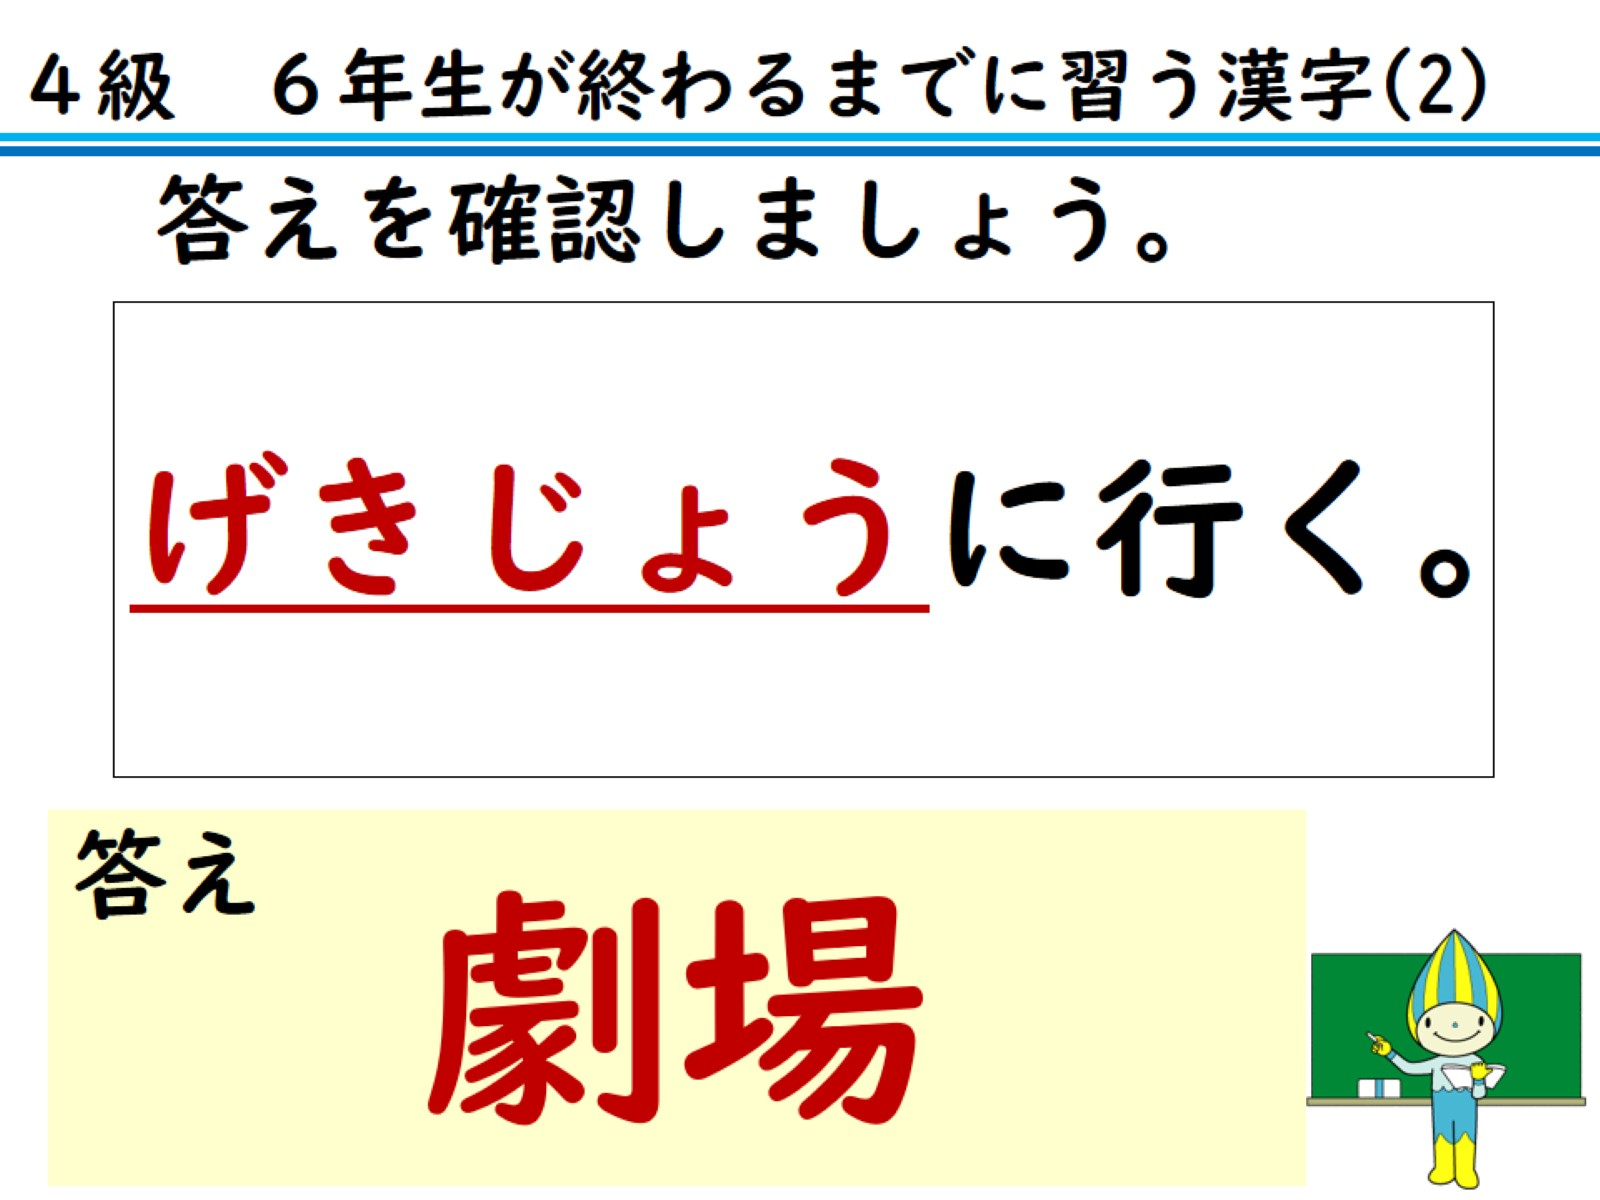 ４級　６年生が終わるまでに習う漢字(2)
答えを確認しましょう。
げきじょうに行く。
答え
劇場